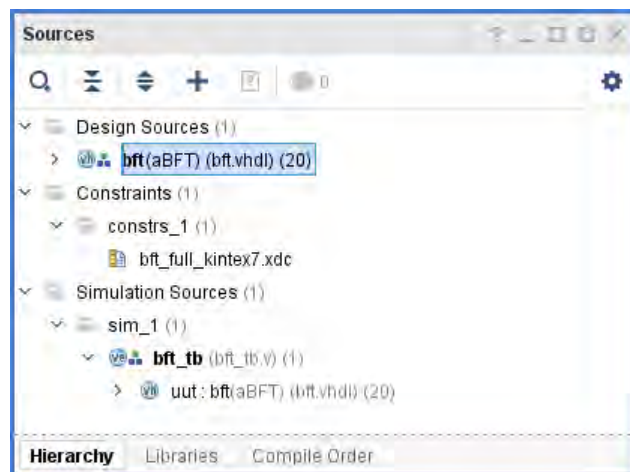 Sources
0
Design Sources (1)
bft(aBFT) (bft.vhdl) (20)
Constraints (1)
constrs_1 (1)
bft_full_kintex7.xdc
Simulation Sources (1)
sim_1 (1)
bft_tb (bft_tb.v) (1)
uut : bft(aBFT) (bft.vhdl) (20)
Hierarchy Libraries Compile Order